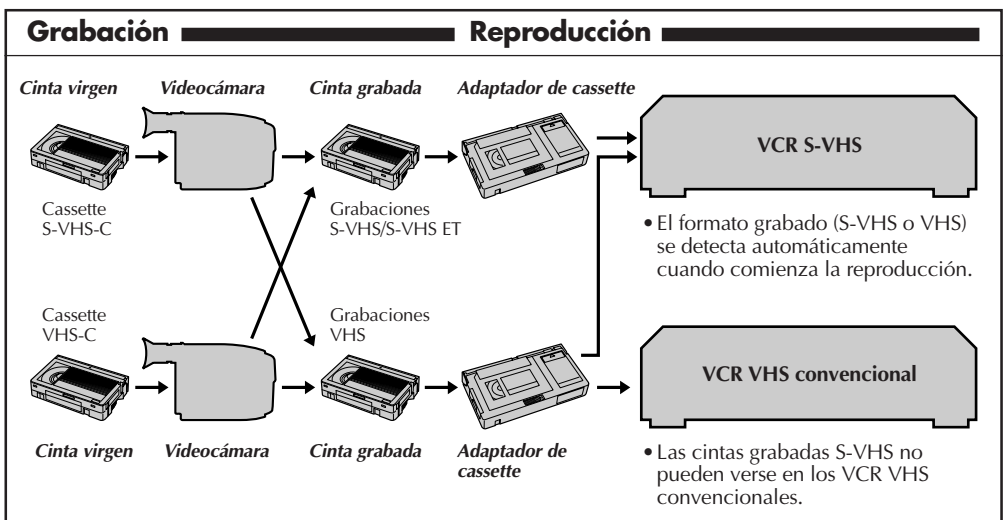 Grabación
Reproducción
Cinta virgen
Videocámara
Cinta grabada
Adaptador de cassette
VCR S-VHS
Cassette
S-VHS-C
Grabaciones
S-VHS/S-VHS ET
• El formato grabado (S-VHS o VHS)
se detecta automáticamente
cuando comienza la reproducción.
Cassette
VHS-C
Grabaciones
VHS
VCR VHS convencional
Cinta virgen
Videocámara
Cinta grabada
Adaptador de
cassette
• Las cintas grabadas S-VHS no
pueden verse en los VCR VHS
convencionales.